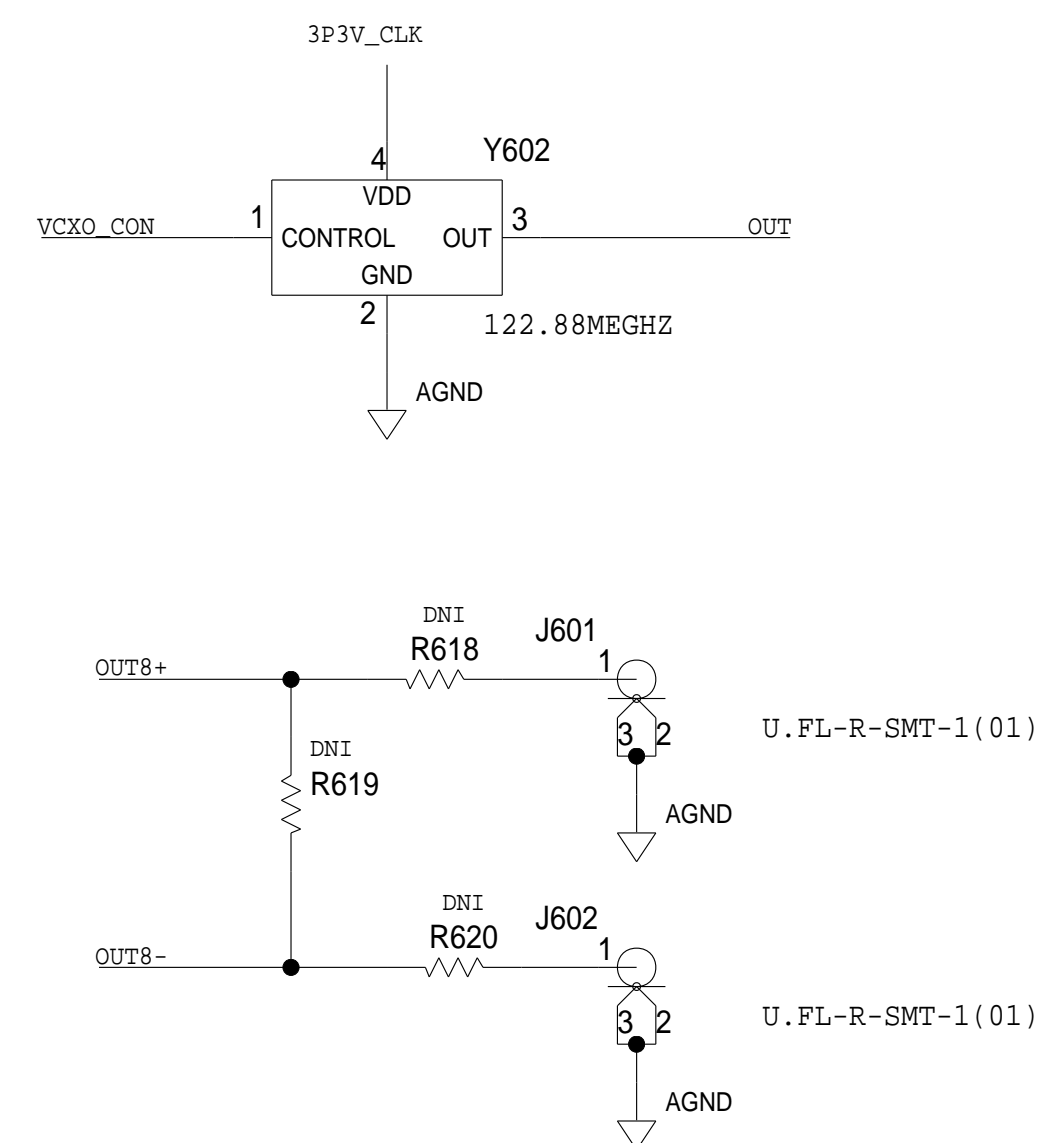 3P3V_CLK
4
Y602
VDD
VCXO_CON
1
CONTROL
OUT
3
OUT
GND
2
122.88MEGHZ
AGND
DNI
R618
J601
OUT8+
1
3
2
U.FL-R-SMT-1(01)
DNI
R619
AGND
DNI
R620
J602
OUT8-
1
3
2
U.FL-R-SMT-1(01)
AGND